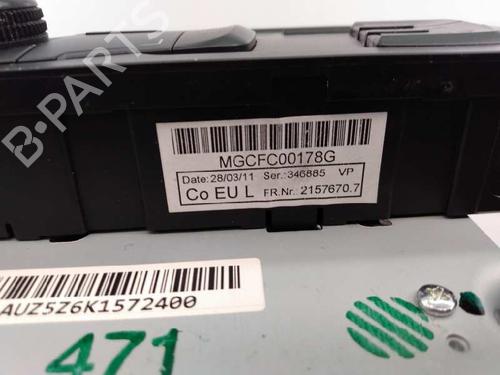 B-PARTS
MGCFC00178G
Date: 28/03/11 Ser.: 346885 VP
Co EU L FR.Nr.: 2157670.7
AUZ5Z6K1572400
471